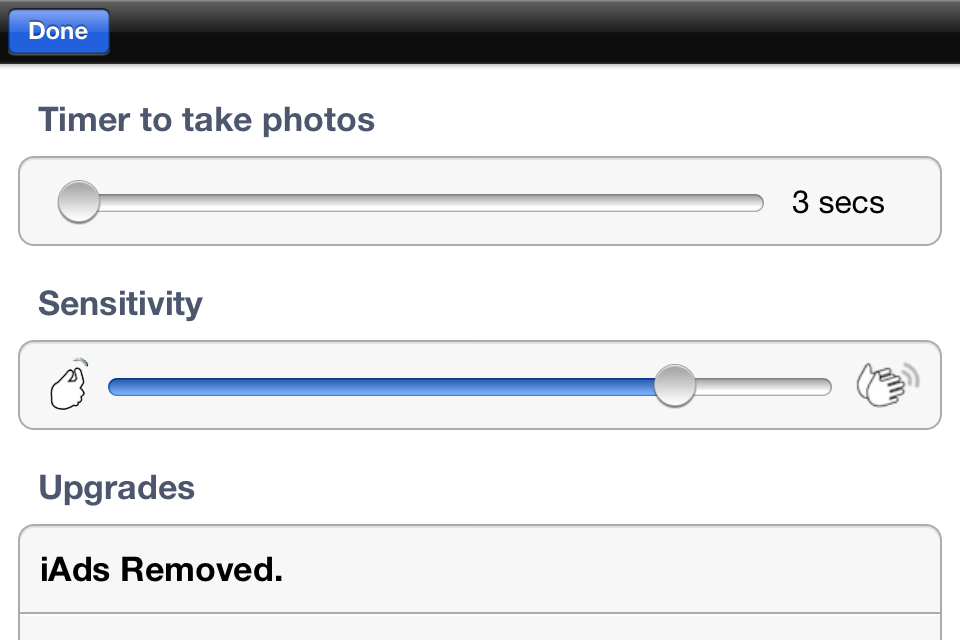 Done
Timer to take photos
3 secs
Sensitivity
Upgrades
iAds Removed.